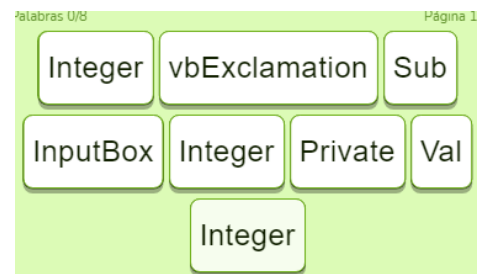 Palabras 0/8 Página 1
Integer vbExclamation Sub
InputBox Integer Private Val
Integer